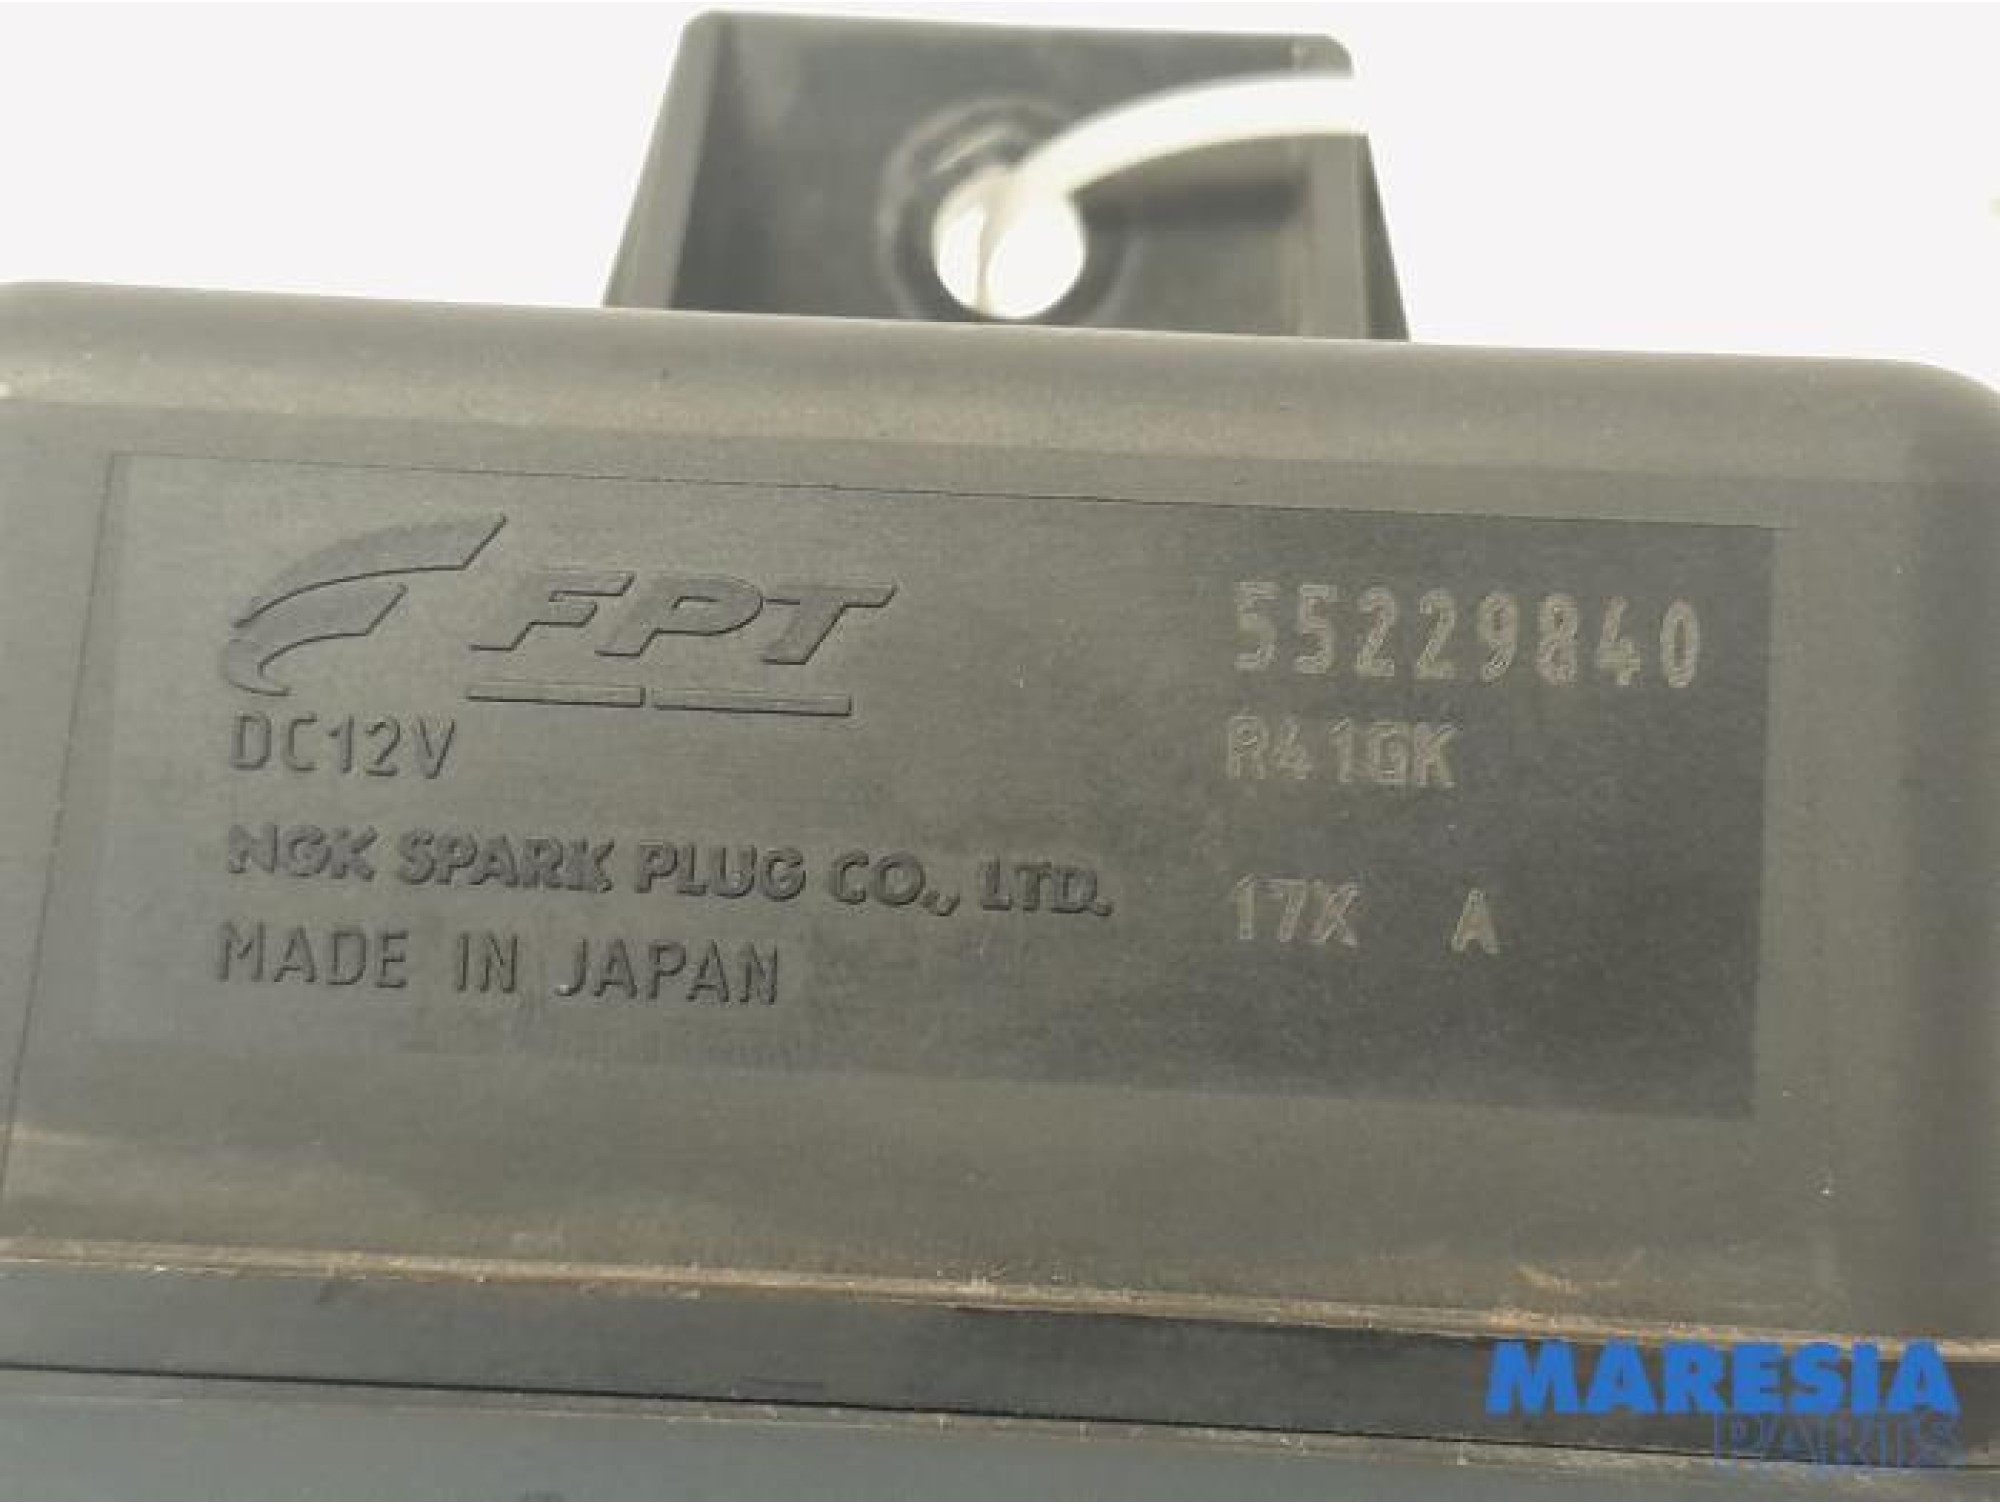 FPT
DC12V
NGK SPARK PLUG CO., LTD.
MADE IN JAPAN
55229840
R41GK
17X A
MARESIA
PARTS